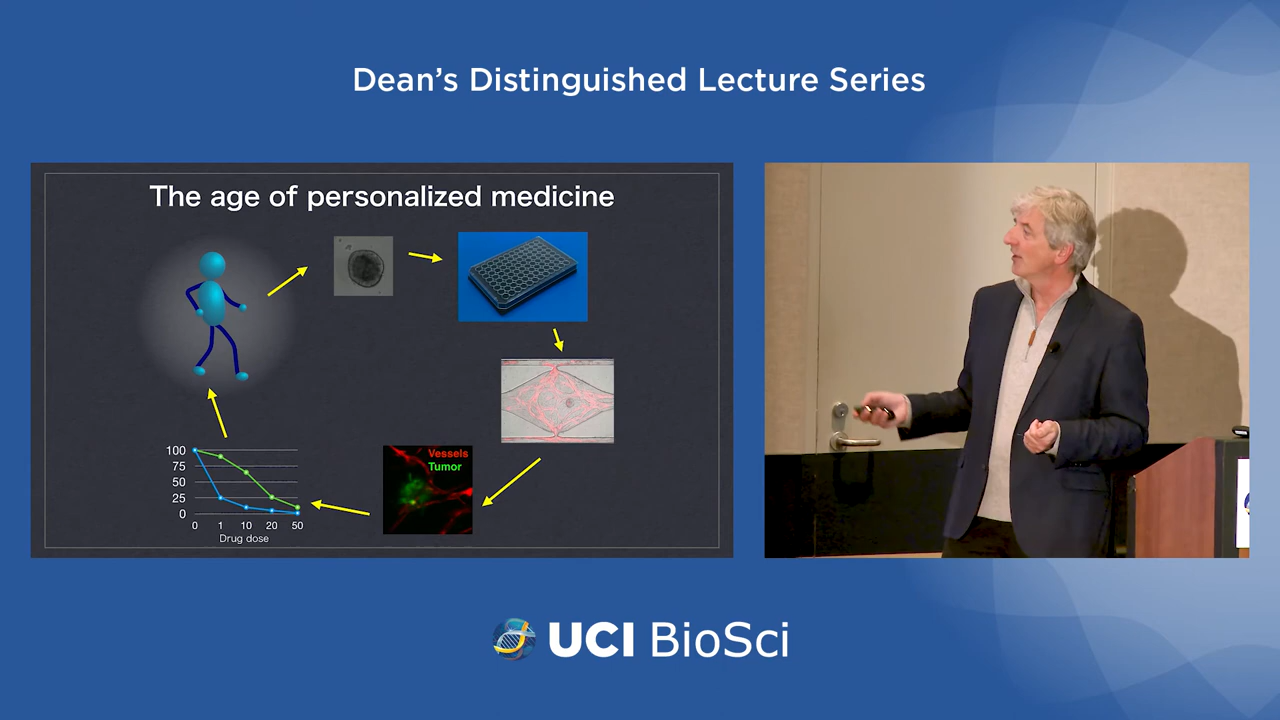 Dean's Distinguished Lecture Series
The age of personalized medicine
Vessels
Tumor
100
75
50
25
0
0 1 10 20 50
Drug dose
UCI BioSci